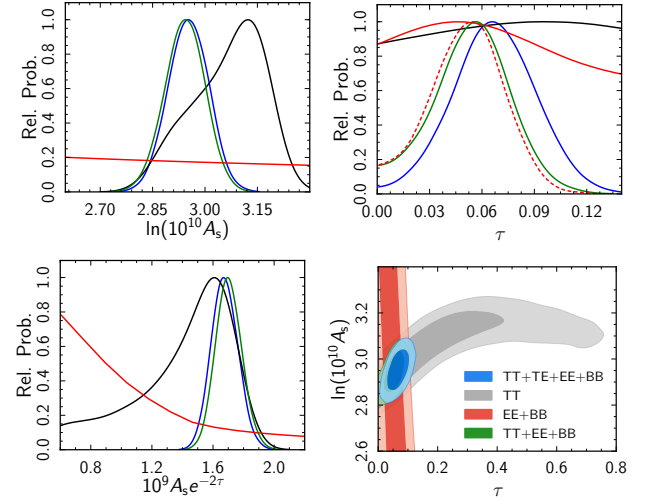 Rel. Prob.
1.0
0.8
0.6
0.4
0.2
0.0
2.70 2.85 3.00 3.15
ln(10¹⁰Aₛ)
Rel. Prob.
1.0
0.8
0.6
0.4
0.2
0.0
0.00 0.03 0.06 0.09 0.12
τ
Rel. Prob.
1.0
0.8
0.6
0.4
0.2
0.0
0.8 1.2 1.6 2.0
10⁹Aₛe⁻²τ
ln(10¹⁰ Aₛ)
3.2
3.0
2.8
2.6
TT+TE+EE+BB
TT
EE+BB
TT+EE+BB
0.0 0.2 0.4 0.6 0.8
τ